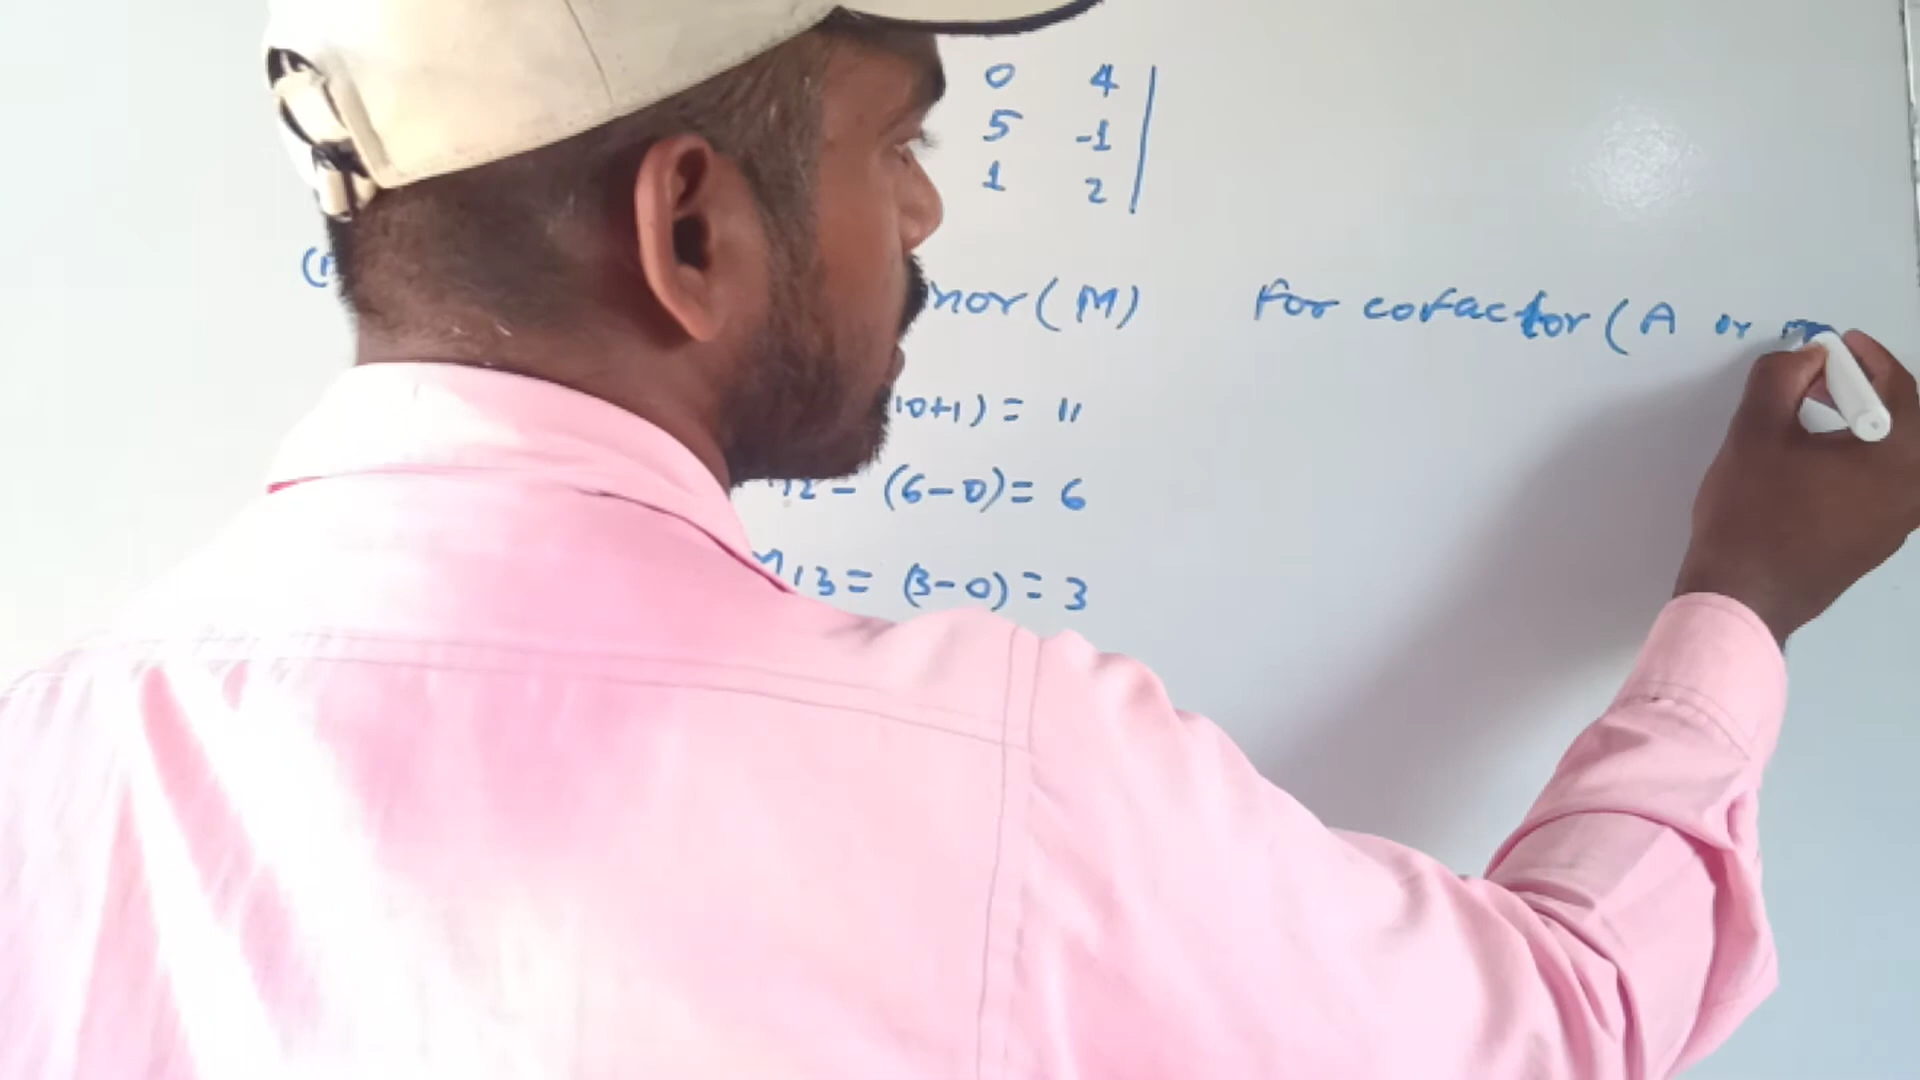 0 4
5 -1
1 2
nor (M) For cofactor (A or
10+1) = 11
12 = (6-0) = 6
M13 = (3-0) = 3